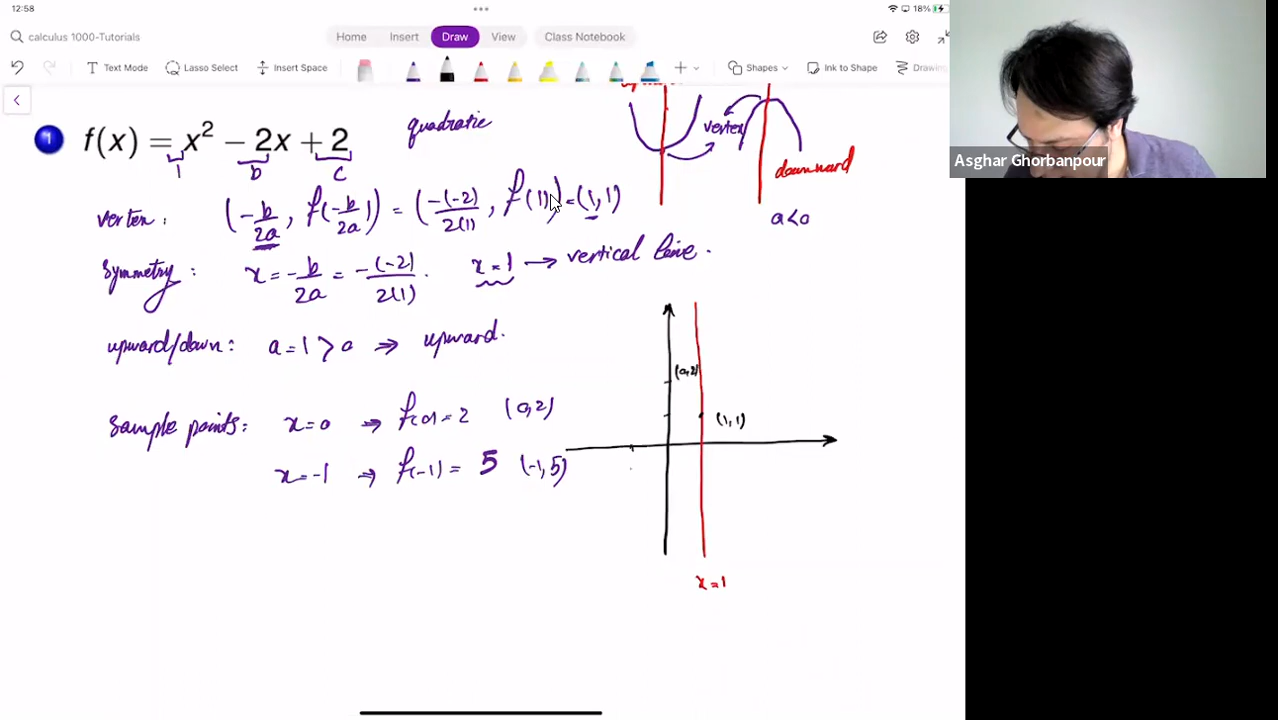 12:58
18%
calculus 1000-Tutorials
Home Insert Draw View Class Notebook
Text Mode Lasso Select Insert Space Shapes Ink to Shape Drawing
1 f(x) = x² − 2x + 2 quadratic
1 b c
vertex
downward
a<0
Asghar Ghorbanpour
vertex : (-b/2a, f(-b/2a)) = (-(-2)/2(1), f(1)) = (1,1)
Symmetry : x = -b/2a = -(-2)/2(1) . x=1 → vertical line .
upward/down : a=1 > 0 ⇒ upward.
Sample points : x=0 ⇒ f(0)=2 (0,2)
x=-1 ⇒ f(-1) = 5 (-1,5)
(0,2)
(1,1)
x=1